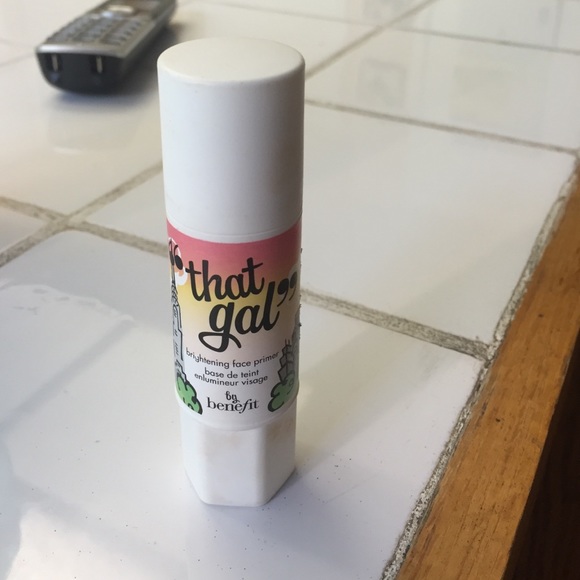 "that
gal"
brightening face primer
base de teint
enlumineur visage
by
benefit